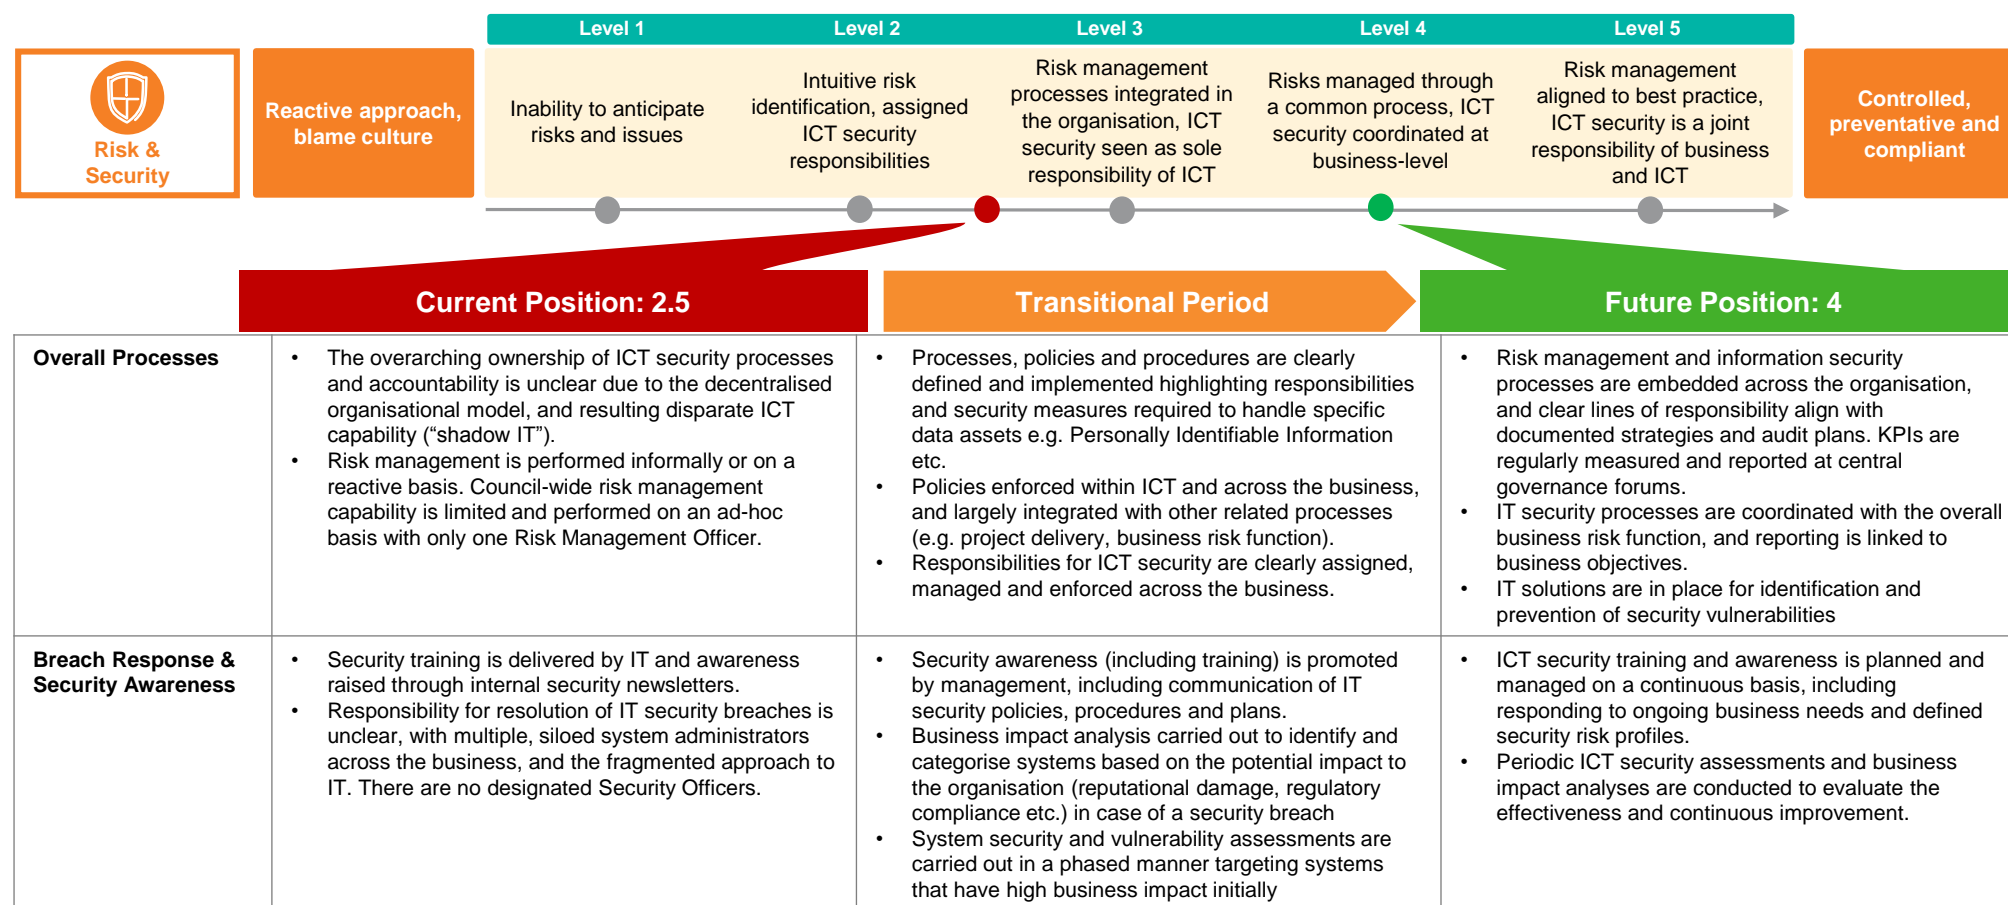 Level 1
Level 2
Level 3
Level 4
Level 5
Risk &
Security
Reactive approach,
blame culture
Inability to anticipate
risks and issues
Intuitive risk
identification, assigned
ICT security
responsibilities
Risk management
processes integrated in
the organisation, ICT
security seen as sole
responsibility of ICT
Risks managed through
a common process, ICT
security coordinated at
business-level
Risk management
aligned to best practice,
ICT security is a joint
responsibility of business
and ICT
Controlled,
preventative and
compliant
Current Position: 2.5
Transitional Period
Future Position: 4
Overall Processes
• The overarching ownership of ICT security processes
and accountability is unclear due to the decentralised
organisational model, and resulting disparate ICT
capability (“shadow IT”).
• Risk management is performed informally or on a
reactive basis. Council-wide risk management
capability is limited and performed on an ad-hoc
basis with only one Risk Management Officer.
• Processes, policies and procedures are clearly
defined and implemented highlighting responsibilities
and security measures required to handle specific
data assets e.g. Personally Identifiable Information
etc.
• Policies enforced within ICT and across the business,
and largely integrated with other related processes
(e.g. project delivery, business risk function).
• Responsibilities for ICT security are clearly assigned,
managed and enforced across the business.
• Risk management and information security
processes are embedded across the organisation,
and clear lines of responsibility align with
documented strategies and audit plans. KPIs are
regularly measured and reported at central
governance forums.
• IT security processes are coordinated with the overall
business risk function, and reporting is linked to
business objectives.
• IT solutions are in place for identification and
prevention of security vulnerabilities
Breach Response &
Security Awareness
• Security training is delivered by IT and awareness
raised through internal security newsletters.
• Responsibility for resolution of IT security breaches is
unclear, with multiple, siloed system administrators
across the business, and the fragmented approach to
IT. There are no designated Security Officers.
• Security awareness (including training) is promoted
by management, including communication of IT
security policies, procedures and plans.
• Business impact analysis carried out to identify and
categorise systems based on the potential impact to
the organisation (reputational damage, regulatory
compliance etc.) in case of a security breach
• System security and vulnerability assessments are
carried out in a phased manner targeting systems
that have high business impact initially
• ICT security training and awareness is planned and
managed on a continuous basis, including
responding to ongoing business needs and defined
security risk profiles.
• Periodic ICT security assessments and business
impact analyses are conducted to evaluate the
effectiveness and continuous improvement.